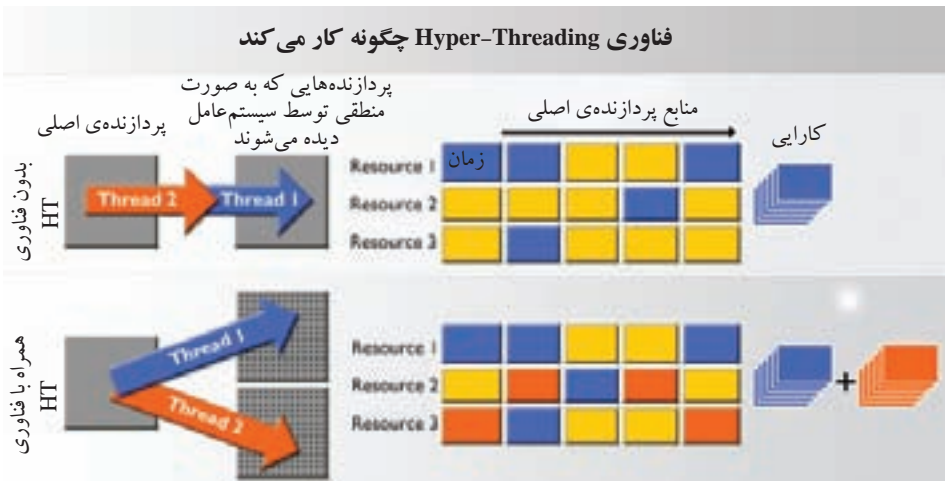 فناوری Hyper-Threading چگونه کار می‌کند
پردازنده‌ی اصلی
پردازنده‌هایی که به صورت
منطقی توسط سیستم‌عامل
دیده می‌شوند
منابع پردازنده‌ی اصلی
کارایی
بدون فناوری
HT
Thread 2
Thread 1
زمان
Resource 1
Resource 2
Resource 3
همراه با فناوری
HT
Thread 1
Thread 2
Resource 1
Resource 2
Resource 3
+